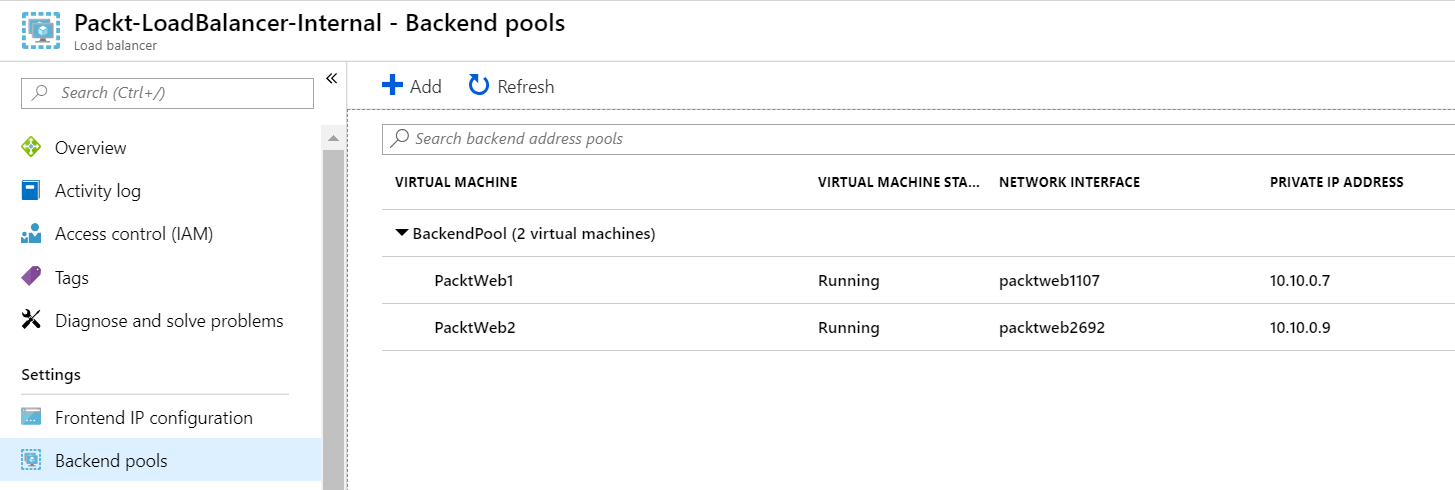 Packt-LoadBalancer-Internal - Backend pools
Load balancer
Search (Ctrl+/)
Overview
Activity log
Access control (IAM)
Tags
Diagnose and solve problems
Settings
Frontend IP configuration
Backend pools
Add Refresh
Search backend address pools
VIRTUAL MACHINE VIRTUAL MACHINE STA... NETWORK INTERFACE PRIVATE IP ADDRESS
BackendPool (2 virtual machines)
PacktWeb1 Running packtweb1107 10.10.0.7
PacktWeb2 Running packtweb2692 10.10.0.9